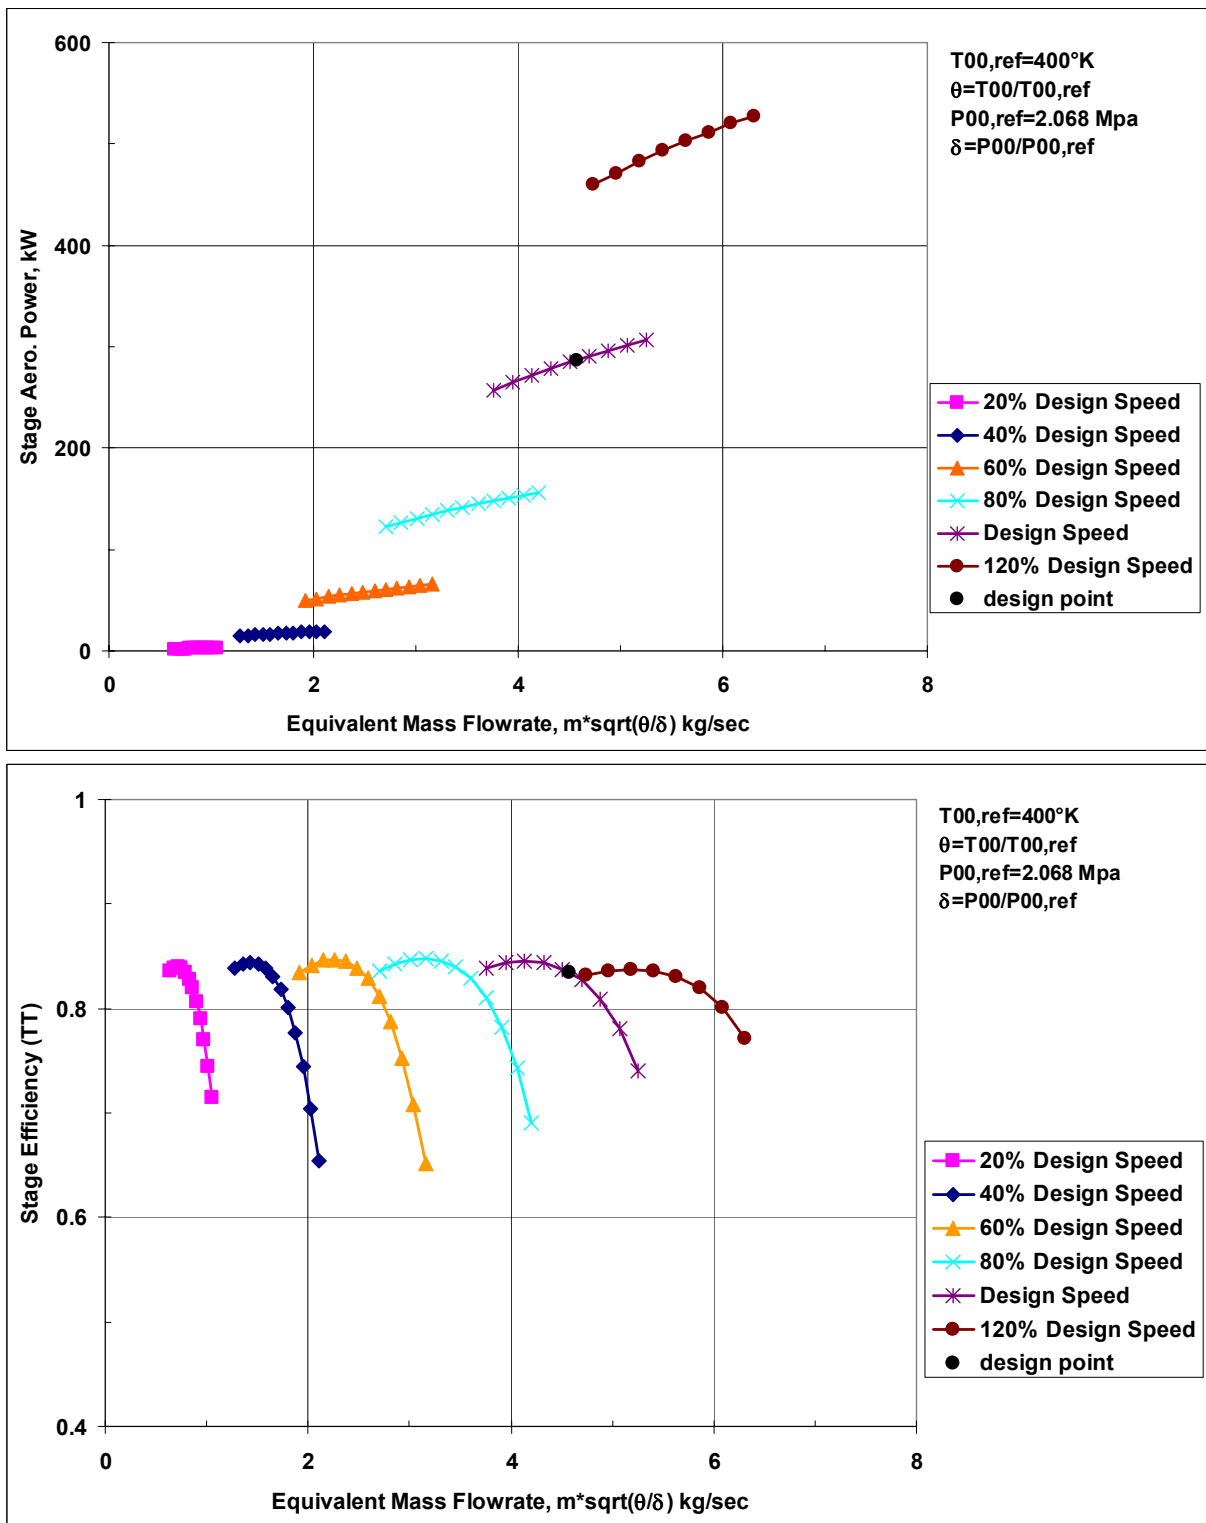 600
400
200
0
0
2
4
6
8
Stage Aero. Power, kW
Equivalent Mass Flowrate, m*sqrt(θ/δ) kg/sec
T00,ref=400°K
θ=T00/T00,ref
P00,ref=2.068 Mpa
δ=P00/P00,ref
20% Design Speed
40% Design Speed
60% Design Speed
80% Design Speed
Design Speed
120% Design Speed
design point
1
0.8
0.6
0.4
0
2
4
6
8
Stage Efficiency (TT)
Equivalent Mass Flowrate, m*sqrt(θ/δ) kg/sec
T00,ref=400°K
θ=T00/T00,ref
P00,ref=2.068 Mpa
δ=P00/P00,ref
20% Design Speed
40% Design Speed
60% Design Speed
80% Design Speed
Design Speed
120% Design Speed
design point